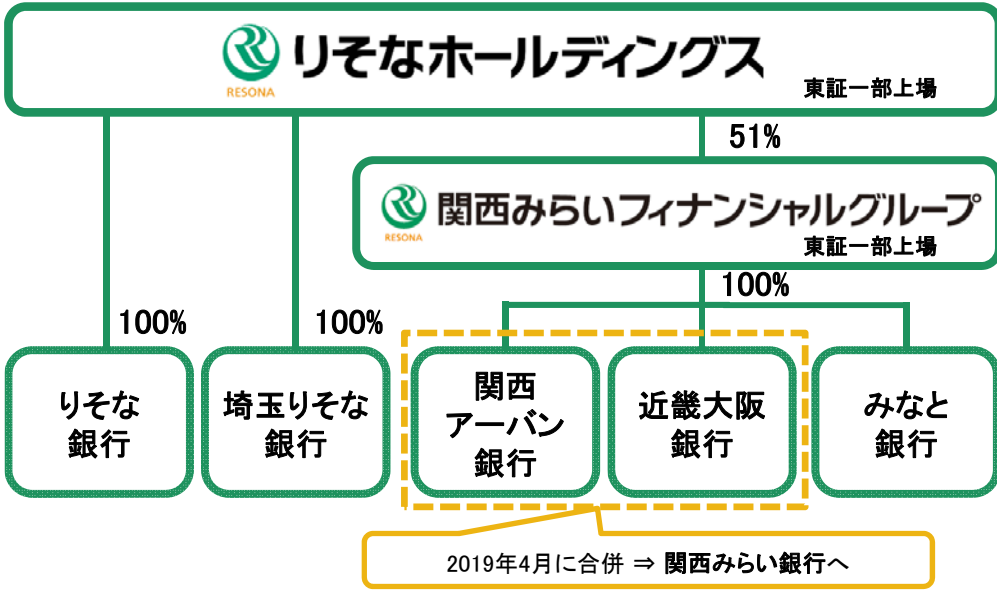 りそなホールディングス
RESONA
東証一部上場
51%
関西みらいフィナンシャルグループ
RESONA
東証一部上場
100%
100%
100%
りそな
銀行
埼玉りそな
銀行
関西
アーバン
銀行
近畿大阪
銀行
みなと
銀行
2019年4月に合併 ⇒ 関西みらい銀行へ